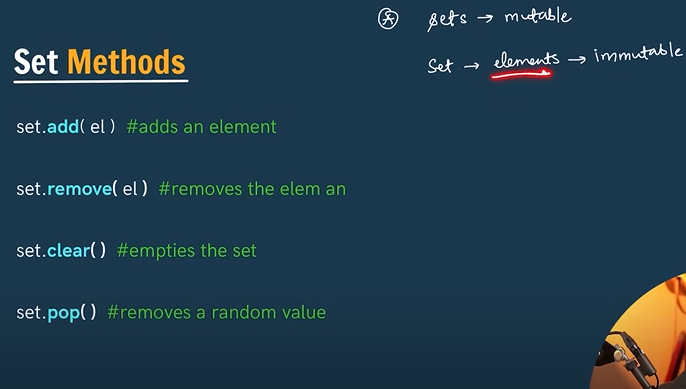 sets → mutable
Set → elements → immutable
Set Methods
set.add( el ) #adds an element
set.remove( el ) #removes the elem an
set.clear( ) #empties the set
set.pop( ) #removes a random value